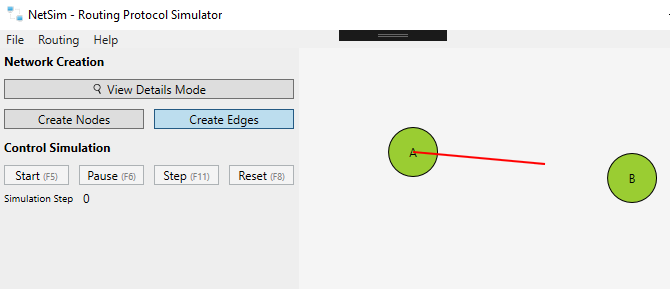 NetSim - Routing Protocol Simulator
File Routing Help
Network Creation
View Details Mode
Create Nodes Create Edges
Control Simulation
Start (F5) Pause (F6) Step (F11) Reset (F8)
Simulation Step 0
A
B